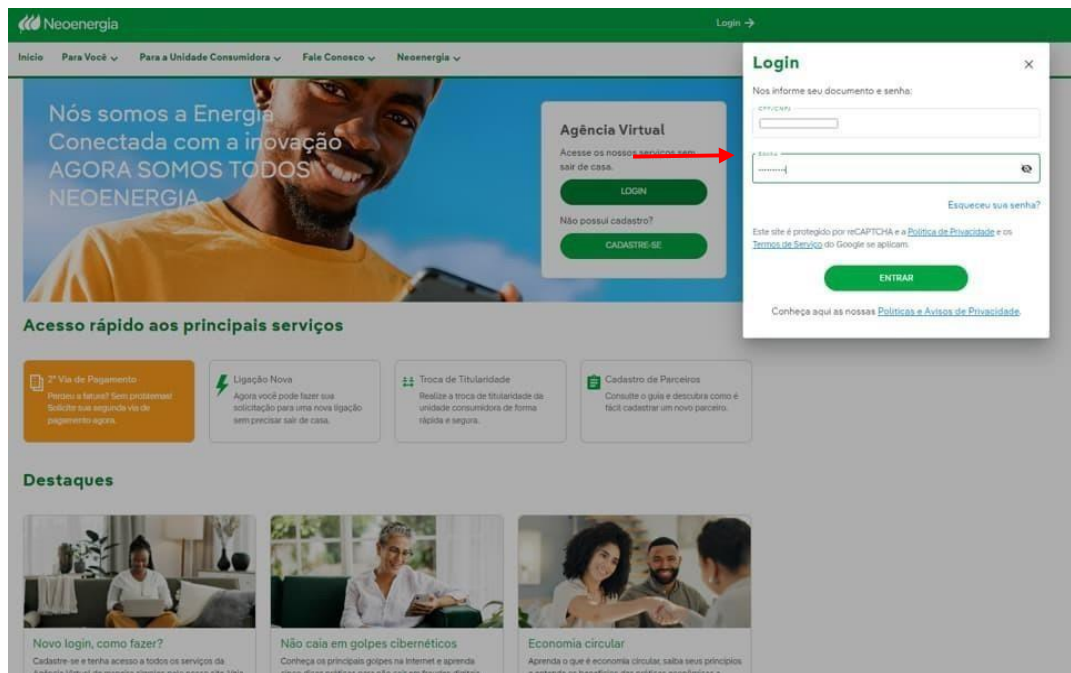 Neoenergia
Login →
Início Para Você Para a Unidade Consumidora Fale Conosco Neoenergia
Login
Nos informe seu documento e senha:
CPF/CNPJ
Senha
Esqueceu sua senha?
Este site é protegido por reCAPTCHA e a Política de Privacidade e os
Termos de Serviço do Google se aplicam.
ENTRAR
Conheça aqui as nossas Políticas e Avisos de Privacidade.
Nós somos a Energia
Conectada com a inovação
AGORA SOMOS TODOS
NEOENERGIA
Agência Virtual
Acesse os nossos serviços sem
sair de casa.
LOGIN
Não possui cadastro?
CADASTRE-SE
Acesso rápido aos principais serviços
2ª Via de Pagamento
Perdeu a fatura? Sem problemas!
Solicite sua segunda via de
pagamento agora.
Ligação Nova
Agora você pode fazer sua
solicitação para uma nova ligação
sem precisar sair de casa.
Troca de Titularidade
Realize a troca de titularidade da
unidade consumidora de forma
rápida e segura.
Cadastro de Parceiros
Consulte o guia e descubra como é
fácil cadastrar um novo parceiro.
Destaques
Novo login, como fazer?
Cadastre-se e tenha acesso a todos os serviços da
Não caia em golpes cibernéticos
Conheça os principais golpes na Internet e aprenda
Economia circular
Aprenda o que é economia circular, saiba seus princípios